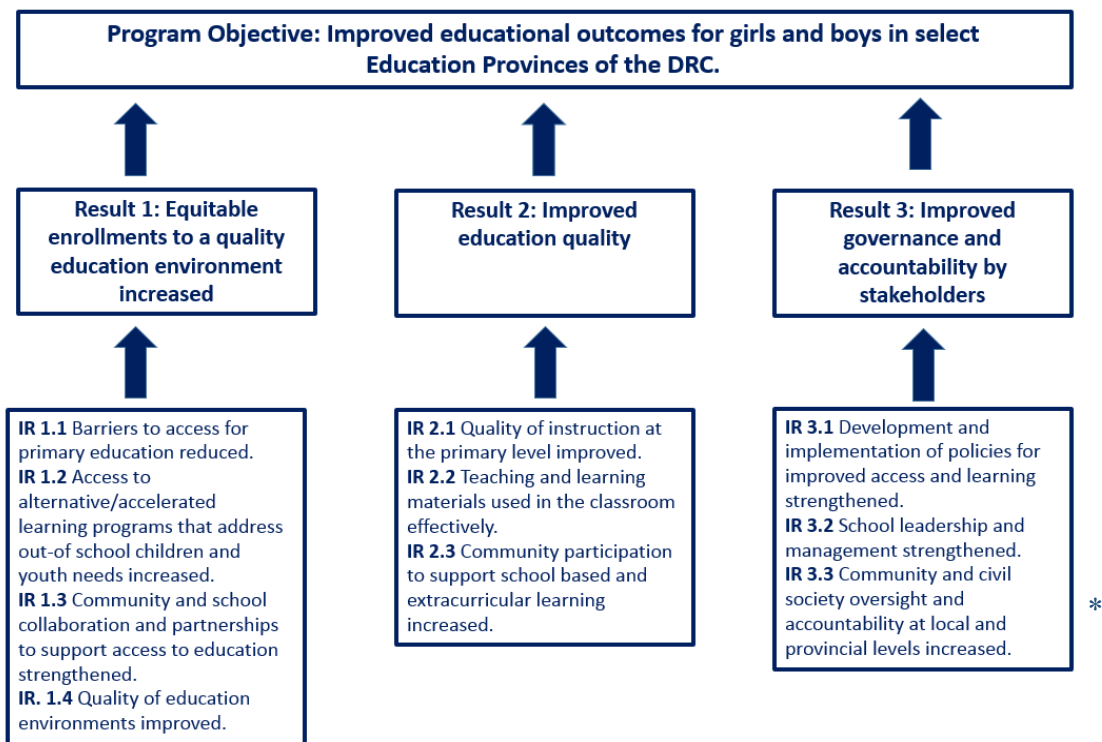 Program Objective: Improved educational outcomes for girls and boys in select
Education Provinces of the DRC.
Result 1: Equitable
enrollments to a quality
education environment
increased
Result 2: Improved
education quality
Result 3: Improved
governance and
accountability by
stakeholders
IR 1.1 Barriers to access for
primary education reduced.
IR 1.2 Access to
alternative/accelerated
learning programs that address
out-of school children and
youth needs increased.
IR 1.3 Community and school
collaboration and partnerships
to support access to education
strengthened.
IR. 1.4 Quality of education
environments improved.
IR 2.1 Quality of instruction at
the primary level improved.
IR 2.2 Teaching and learning
materials used in the classroom
effectively.
IR 2.3 Community participation
to support school based and
extracurricular learning
increased.
IR 3.1 Development and
implementation of policies for
improved access and learning
strengthened.
IR 3.2 School leadership and
management strengthened.
IR 3.3 Community and civil
society oversight and
accountability at local and
provincial levels increased.
*